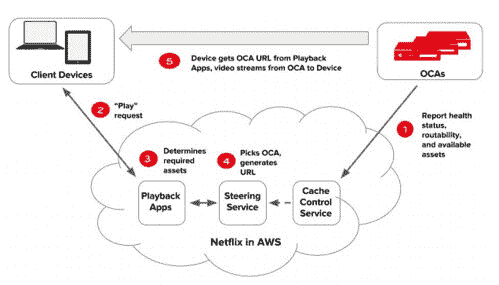 5
Device gets OCA URL from Playback
Apps, video streams from OCA to Device
Client Devices
OCAs
2
"Play"
request
1
Report health
status,
routability,
and available
assets
3
Determines
required
assets
4
Picks OCA,
generates
URL
Playback
Apps
Steering
Service
Cache
Control
Service
Netflix in AWS